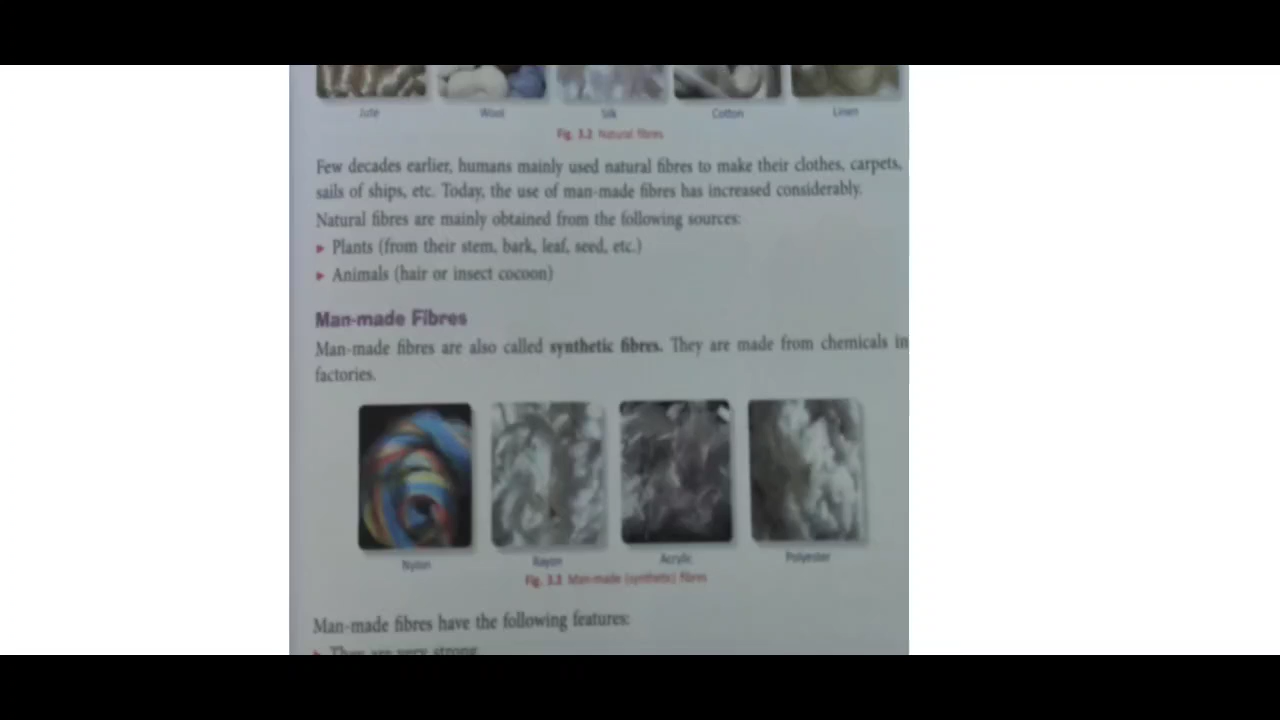 Jute Wool Silk Cotton Linen
Fig. 3.2 Natural fibres
Few decades earlier, humans mainly used natural fibres to make their clothes, carpets,
sails of ships, etc. Today, the use of man-made fibres has increased considerably.
Natural fibres are mainly obtained from the following sources:
Plants (from their stem, bark, leaf, seed, etc.)
Animals (hair or insect cocoon)
Man-made Fibres
Man-made fibres are also called synthetic fibres. They are made from chemicals in
factories.
Nylon Rayon Acrylic Polyester
Fig. 3.3 Man-made (synthetic) fibres
Man-made fibres have the following features:
They are very strong